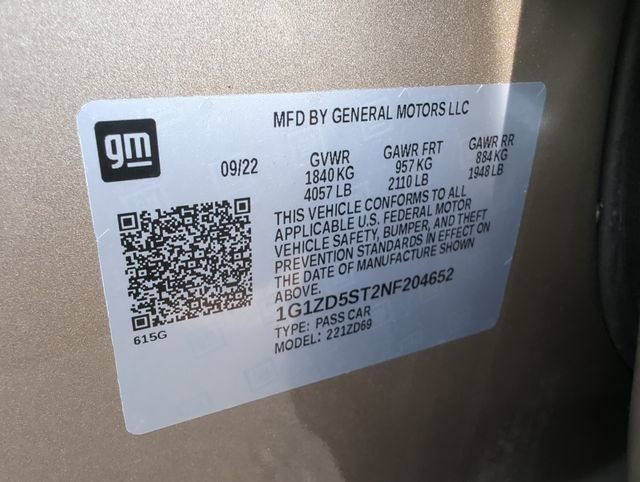 gm
MFD BY GENERAL MOTORS LLC
09/22 GVWR GAWR FRT GAWR RR
1840 KG 957 KG 884 KG
4057 LB 2110 LB 1948 LB
THIS VEHICLE CONFORMS TO ALL
APPLICABLE U.S. FEDERAL MOTOR
VEHICLE SAFETY, BUMPER, AND THEFT
PREVENTION STANDARDS IN EFFECT ON
THE DATE OF MANUFACTURE SHOWN
ABOVE.
1G1ZD5ST2NF204652
TYPE: PASS CAR
MODEL: 221ZD69
615G